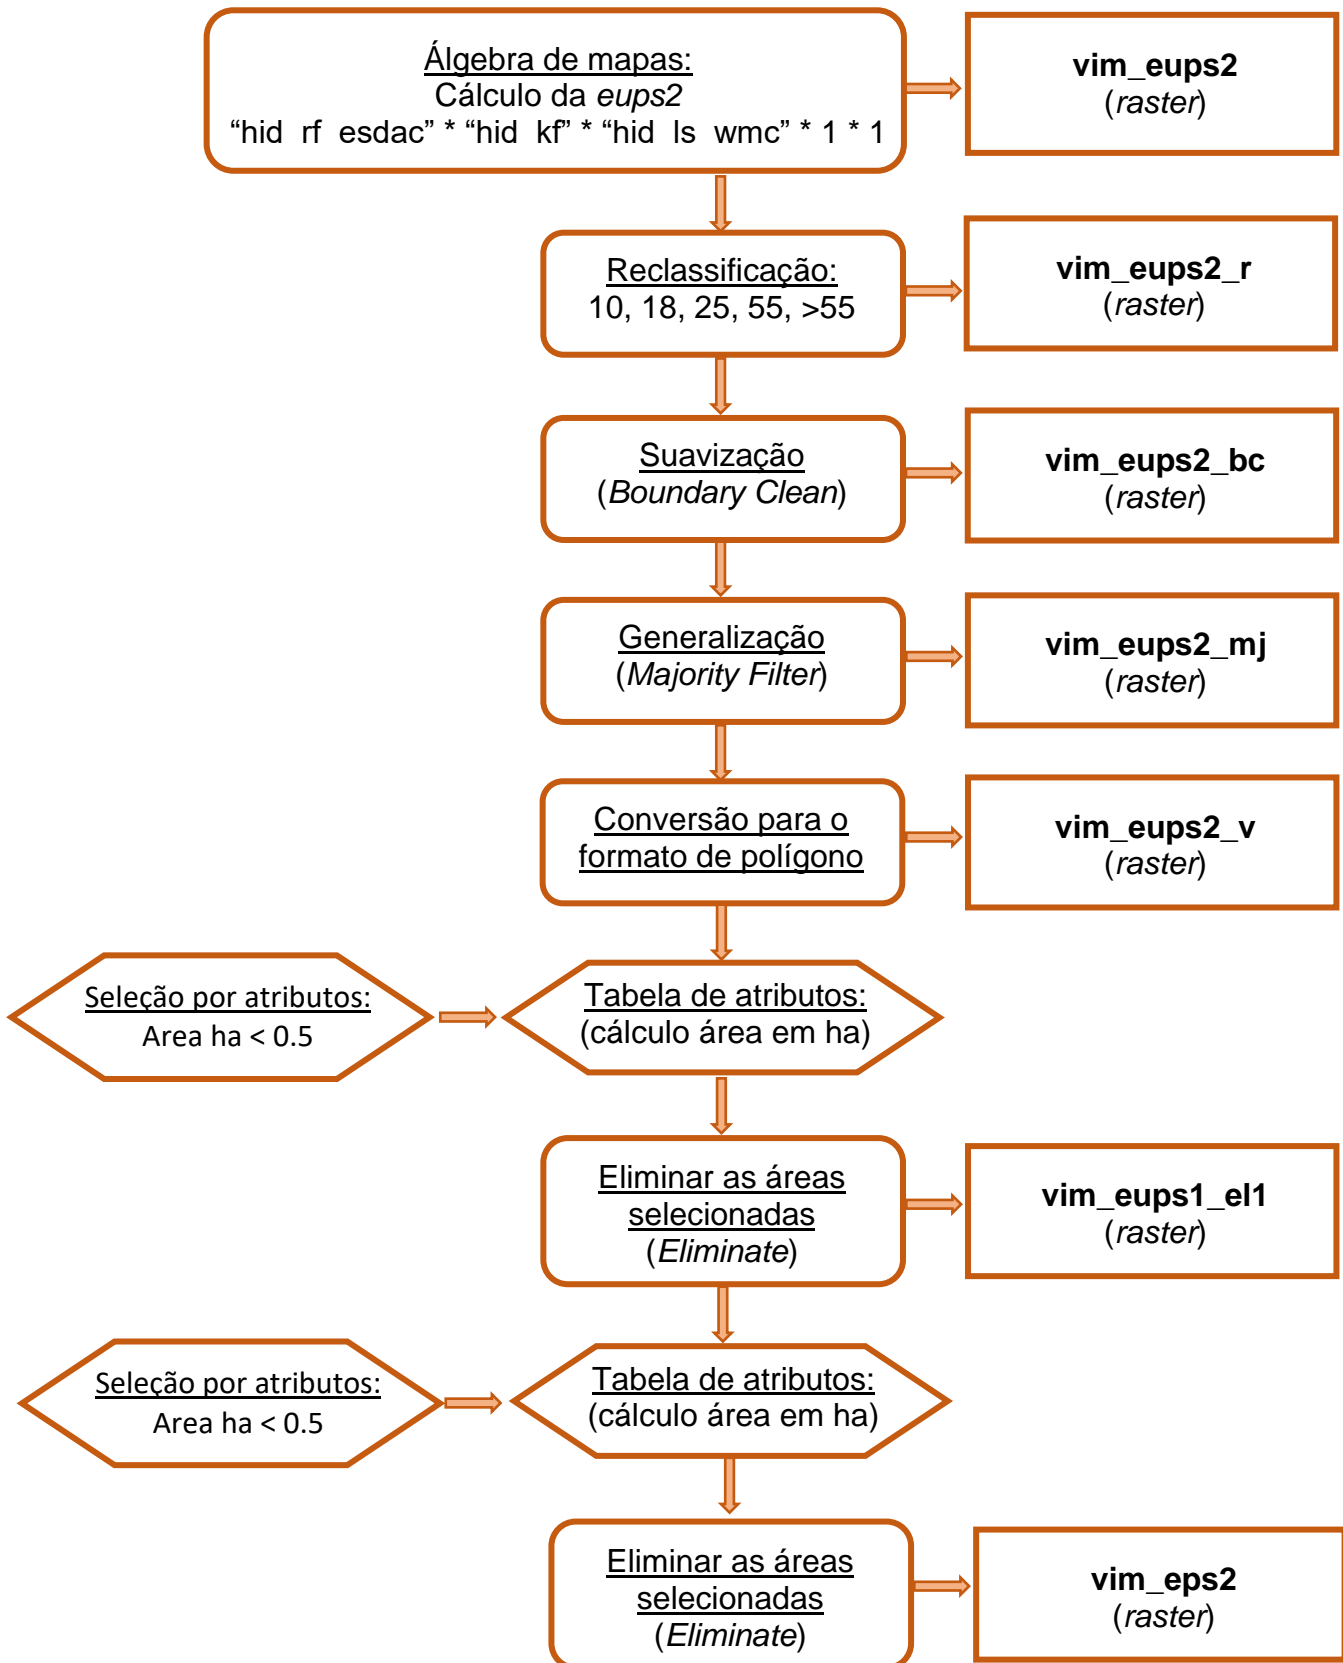 Álgebra de mapas:
Cálculo da eups2
“hid rf esdac” * “hid kf” * “hid ls wmc” * 1 * 1
vim_eups2
(raster)
Reclassificação:
10, 18, 25, 55, >55
vim_eups2_r
(raster)
Suavização
(Boundary Clean)
vim_eups2_bc
(raster)
Generalização
(Majority Filter)
vim_eups2_mj
(raster)
Conversão para o
formato de polígono
vim_eups2_v
(raster)
Seleção por atributos:
Area ha < 0.5
Tabela de atributos:
(cálculo área em ha)
Eliminar as áreas
selecionadas
(Eliminate)
vim_eups1_el1
(raster)
Seleção por atributos:
Area ha < 0.5
Tabela de atributos:
(cálculo área em ha)
Eliminar as áreas
selecionadas
(Eliminate)
vim_eps2
(raster)